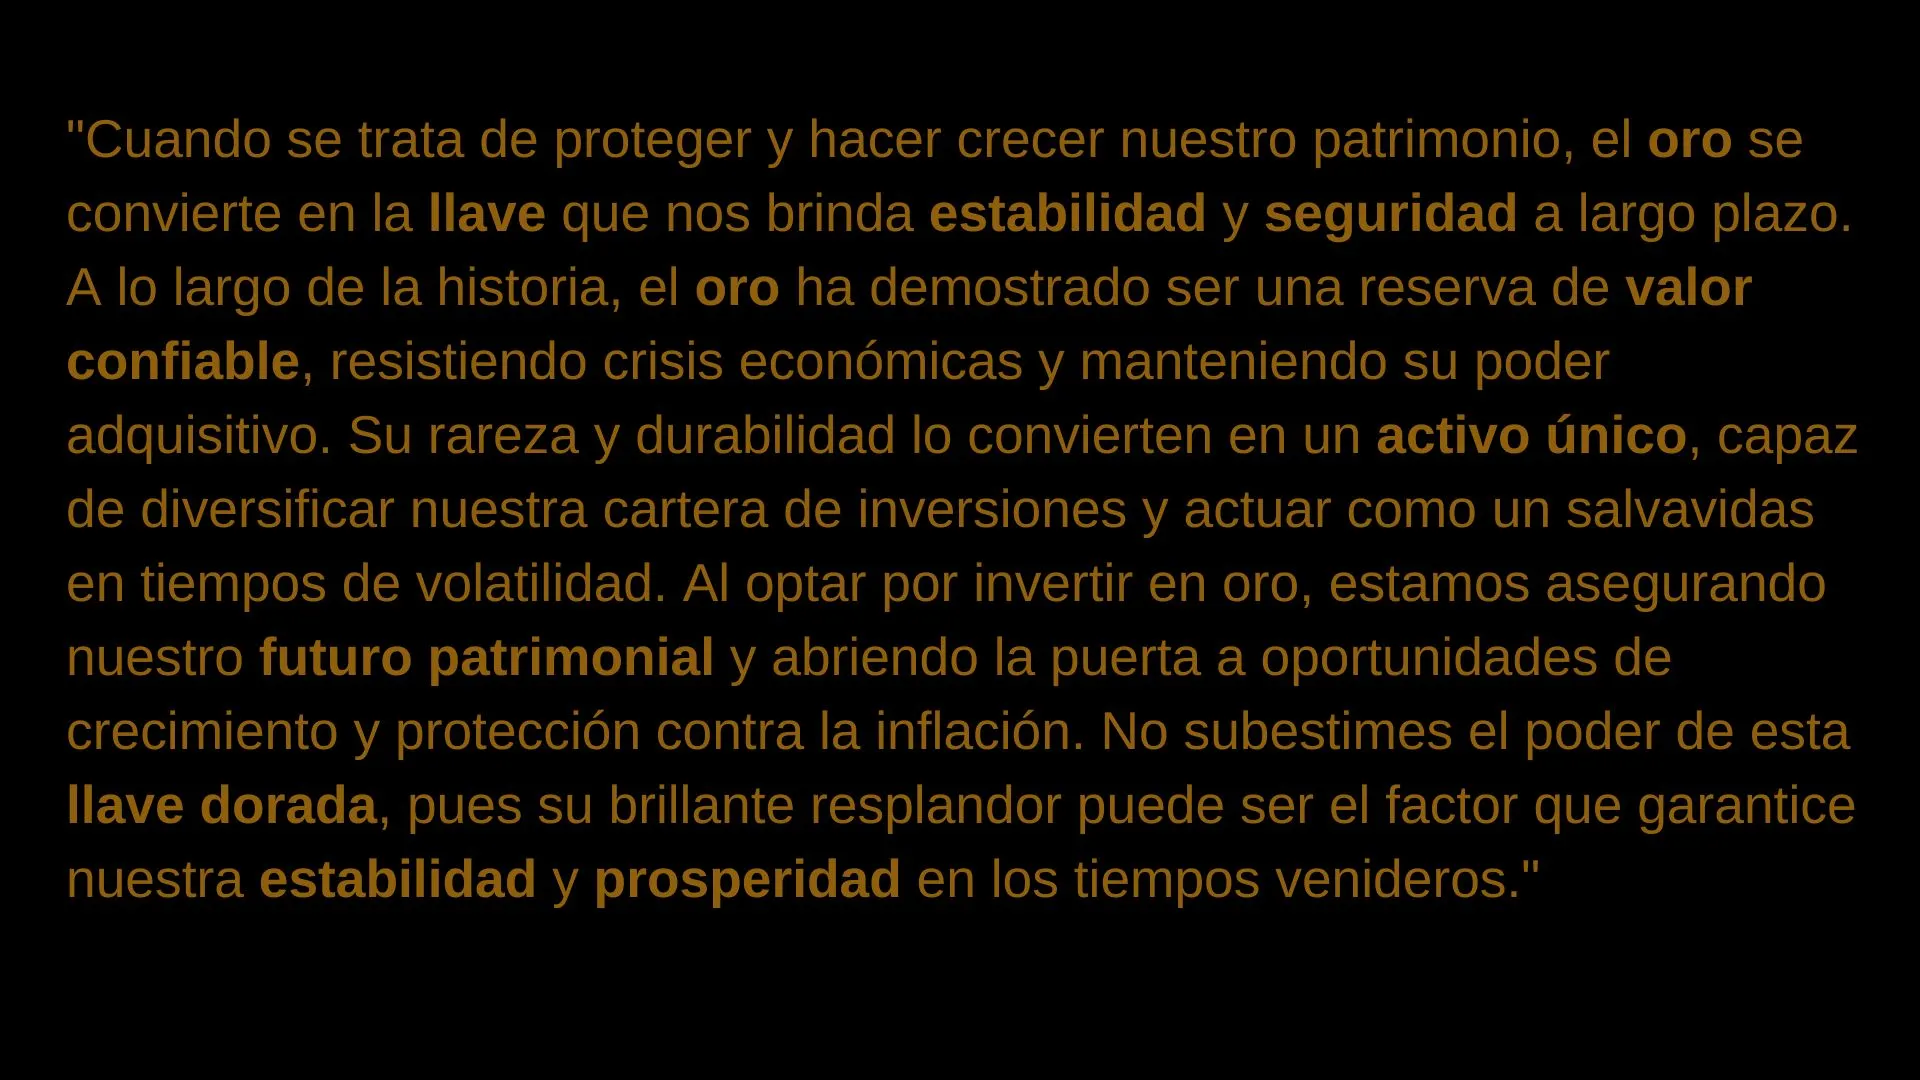 "Cuando se trata de proteger y hacer crecer nuestro patrimonio, el oro se
convierte en la llave que nos brinda estabilidad y seguridad a largo plazo.
A lo largo de la historia, el oro ha demostrado ser una reserva de valor
confiable, resistiendo crisis económicas y manteniendo su poder
adquisitivo. Su rareza y durabilidad lo convierten en un activo único, capaz
de diversificar nuestra cartera de inversiones y actuar como un salvavidas
en tiempos de volatilidad. Al optar por invertir en oro, estamos asegurando
nuestro futuro patrimonial y abriendo la puerta a oportunidades de
crecimiento y protección contra la inflación. No subestimes el poder de esta
llave dorada, pues su brillante resplandor puede ser el factor que garantice
nuestra estabilidad y prosperidad en los tiempos venideros."